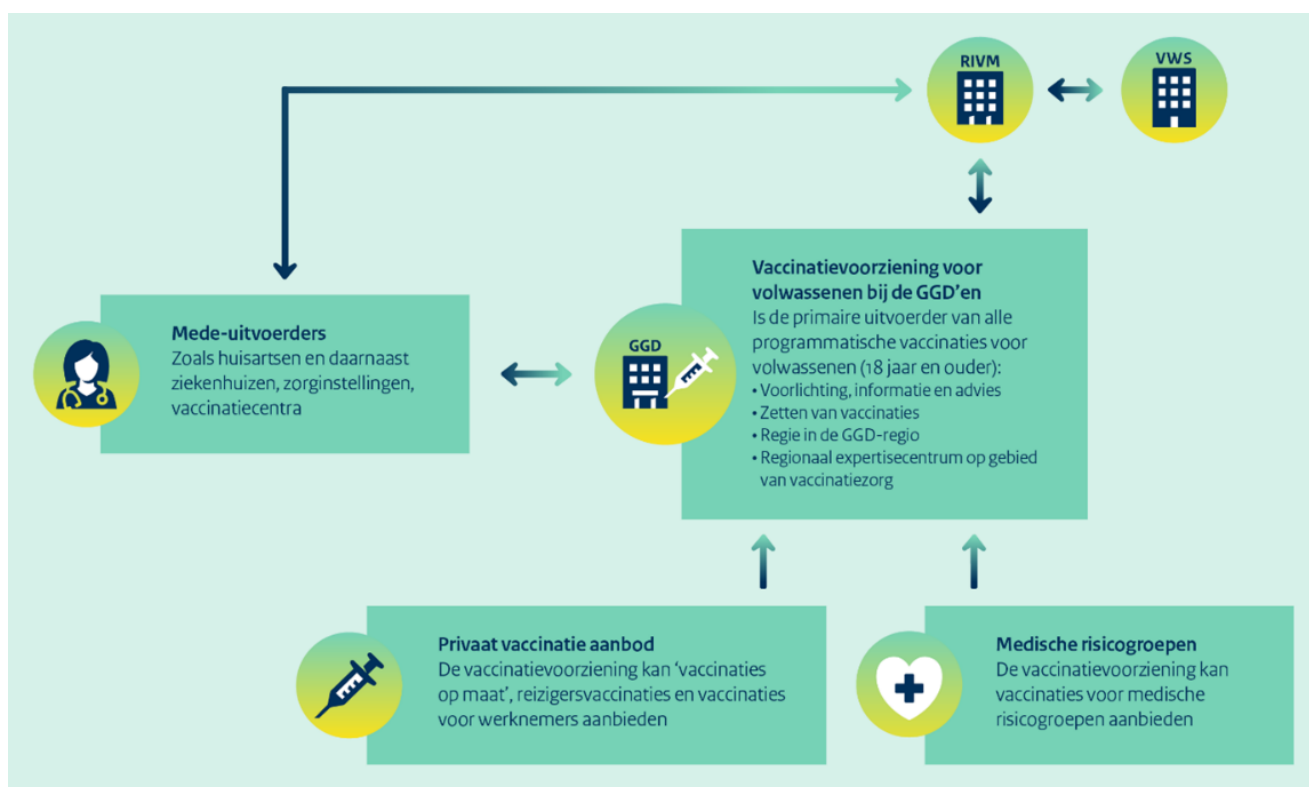 RIVM
VWS
Vaccinatievoorziening voor
volwassenen bij de GGD’en
Is de primaire uitvoerder van alle
programmatische vaccinaties voor
volwassenen (18 jaar en ouder):
• Voorlichting, informatie en advies
• Zetten van vaccinaties
• Regie in de GGD-regio
• Regionaal expertisecentrum op gebied
van vaccinatiezorg
Mede-uitvoerders
Zoals huisartsen en daarnaast
ziekenhuizen, zorginstellingen,
vaccinatiecentra
GGD
Privaat vaccinatie aanbod
De vaccinatievoorziening kan ‘vaccinaties
op maat’, reizigersvaccinaties en vaccinaties
voor werknemers aanbieden
Medische risicogroepen
De vaccinatievoorziening kan
vaccinaties voor medische
risicogroepen aanbieden